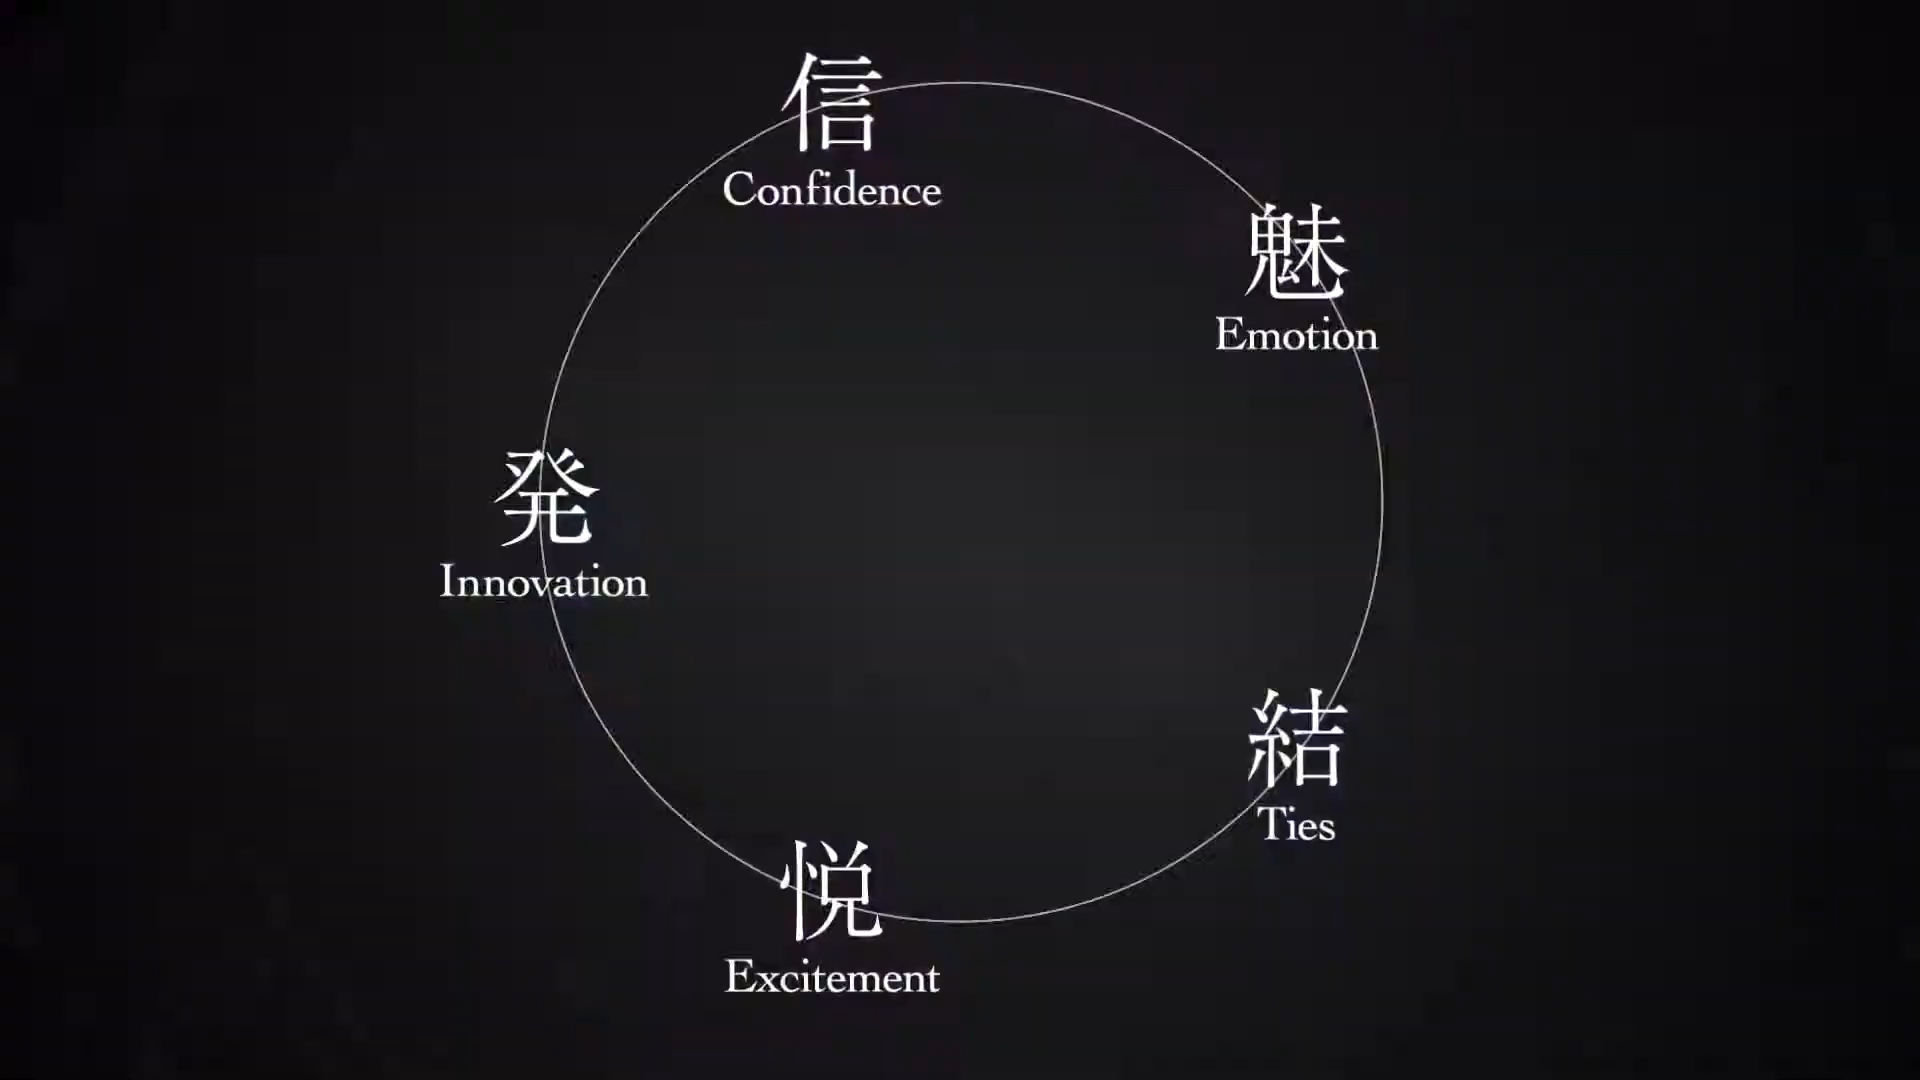 信
Confidence
魅
Emotion
発
Innovation
結
Ties
悦
Excitement